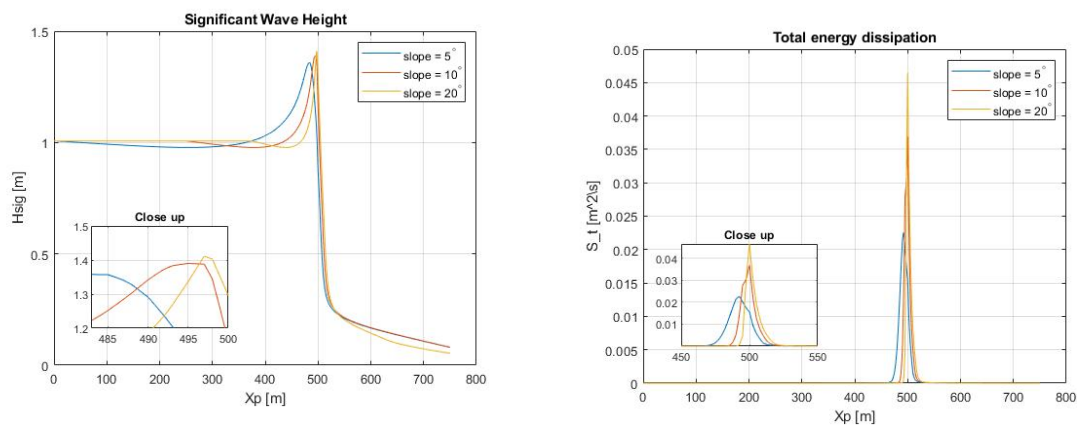 Significant Wave Height
1.5
1
0.5
0
Hsig [m]
slope = 5°
slope = 10°
slope = 20°
Close up
1.5
1.4
1.3
1.2
485 490 495 500
0 100 200 300 400 500 600 700 800
Xp [m]
Total energy dissipation
0.05
0.045
0.04
0.035
0.03
0.025
0.02
0.015
0.01
0.005
0
S_t [m^2\s]
slope = 5°
slope = 10°
slope = 20°
Close up
0.04
0.03
0.02
0.01
450 500 550
0 100 200 300 400 500 600 700 800
Xp [m]